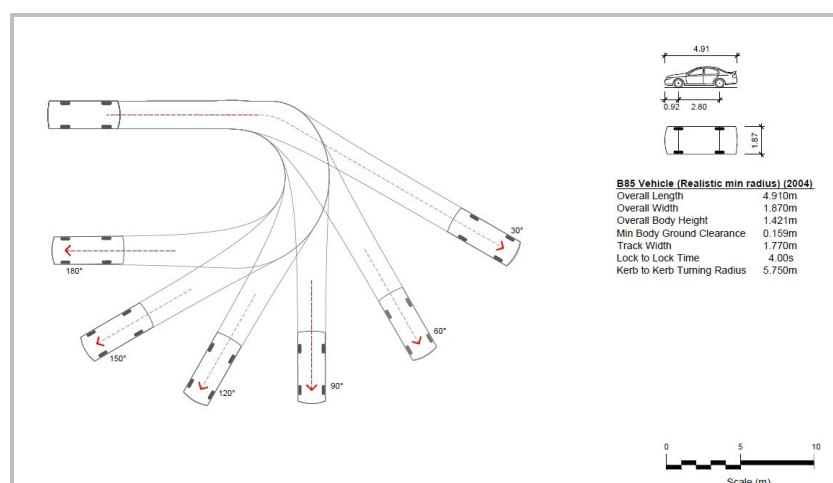 4.91
0.92 2.80
1.87
B85 Vehicle (Realistic min radius) (2004)
Overall Length 4.910m
Overall Width 1.870m
Overall Body Height 1.421m
Min Body Ground Clearance 0.159m
Track Width 1.770m
Lock to Lock Time 4.00s
Kerb to Kerb Turning Radius 5.750m
30°
180°
60°
150°
90°
120°
0 5 10
Scale (m)